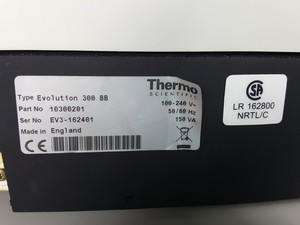 Thermo
SCIENTIFIC
Type Evolution 300 BB
Part No 10300201
Ser No EV3-162401
Made in England
100-240 V~
50/60 Hz
150 VA
LR 162800
NRTL/C